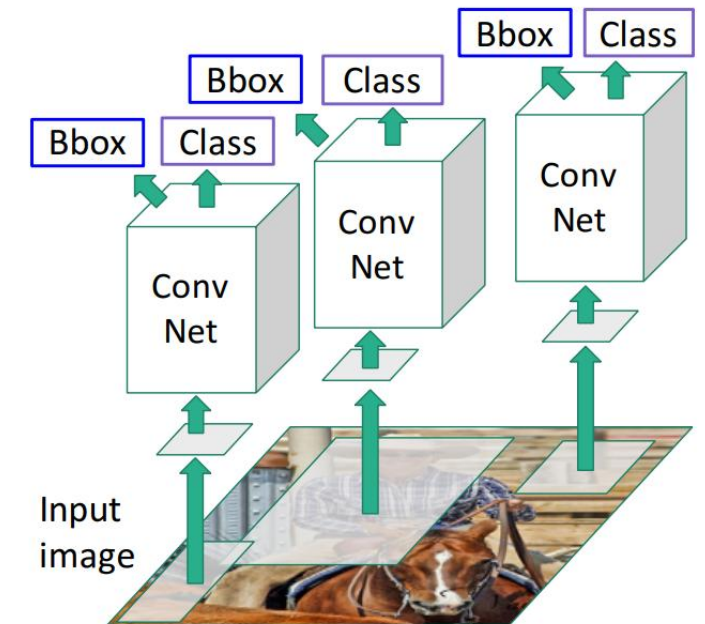 Bbox Class
Bbox Class
Bbox Class
Conv
Net
Conv
Net
Conv
Net
Input
image